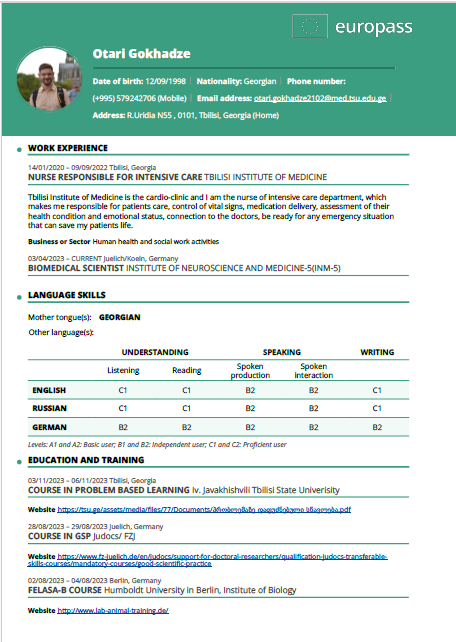 europass
Otari Gokhadze
Date of birth: 12/09/1998 | Nationality: Georgian | Phone number:
(+995) 579242706 (Mobile) | Email address: otari.gokhadze2102@med.tsu.edu.ge |
Address: R.Uridia N55 , 0101, Tbilisi, Georgia (Home)
WORK EXPERIENCE
14/01/2020 – 09/09/2022 Tbilisi, Georgia
NURSE RESPONSIBLE FOR INTENSIVE CARE TBILISI INSTITUTE OF MEDICINE
Tbilisi Institute of Medicine is the cardio-clinic and I am the nurse of intensive care department, which
makes me responsible for patients care, control of vital signs, medication delivery, assessment of their
health condition and emotional status, connection to the doctors, be ready for any emergency situation
that can save my patients life.
Business or Sector Human health and social work activities
03/04/2023 – CURRENT Juelich/Koeln, Germany
BIOMEDICAL SCIENTIST INSTITUTE OF NEUROSCIENCE AND MEDICINE-5(INM-5)
LANGUAGE SKILLS
Mother tongue(s): GEORGIAN
Other language(s):
UNDERSTANDING SPEAKING WRITING
Listening Reading Spoken production Spoken interaction
ENGLISH C1 C1 B2 B2 C1
RUSSIAN C1 C1 B2 B2 C1
GERMAN B2 B2 B2 B2 B2
Levels: A1 and A2: Basic user; B1 and B2: Independent user; C1 and C2: Proficient user
EDUCATION AND TRAINING
03/11/2023 – 06/11/2023 Tbilisi, Georgia
COURSE IN PROBLEM BASED LEARNING Iv. Javakhishvili Tbilisi State Univerisity
Website https://tsu.ge/assets/media/files/77/Documents/პრობლემაზე დაფუძნებული სწავლება.pdf
28/08/2023 – 29/08/2023 Juelich, Germany
COURSE IN GSP Judocs/ FZJ
Website https://www.fz-juelich.de/en/judocs/support-for-doctoral-researchers/qualification-judocs-transferable-
skills-courses/mandatory-courses/good-scientific-practice
02/08/2023 – 04/08/2023 Berlin, Germany
FELASA-B COURSE Humboldt University in Berlin, Institute of Biology
Website http://www.lab-animal-training.de/